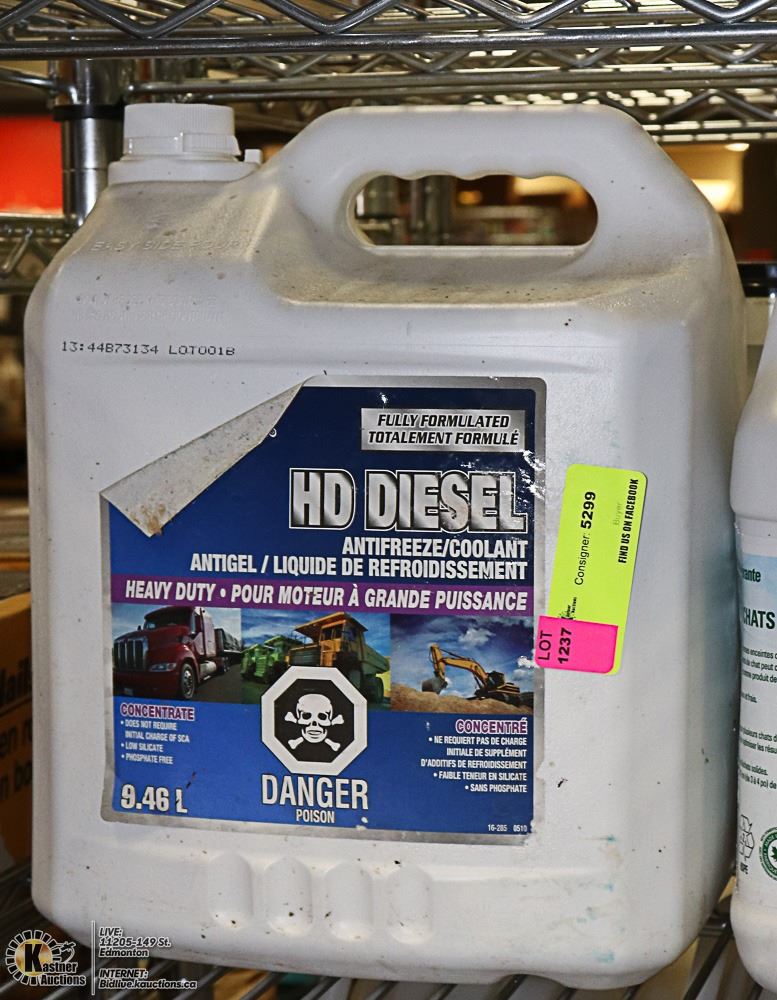 EASY SIDE POUR
13:44B73134 LOT001B
FULLY FORMULATED
TOTALEMENT FORMULÉ
HD DIESEL
ANTIFREEZE/COOLANT
ANTIGEL / LIQUIDE DE REFROIDISSEMENT
HEAVY DUTY • POUR MOTEUR À GRANDE PUISSANCE
CONCENTRATE
• DOES NOT REQUIRE
INITIAL CHARGE OF SCA
• LOW SILICATE
• PHOSPHATE FREE
9.46 L
DANGER
POISON
CONCENTRÉ
• NE REQUIERT PAS DE CHARGE
INITIALE DE SUPPLÉMENT
D'ADDITIFS DE REFROIDISSEMENT
• FAIBLE TENEUR EN SILICATE
• SANS PHOSPHATE
16-285 0510
Consigner: 5299
Buyer
FIND US ON FACEBOOK
LOT
1237
CHATS
Kastner
Auctions
LIVE:
11205-149 St.
Edmonton
INTERNET:
Bidlive.kauctions.ca